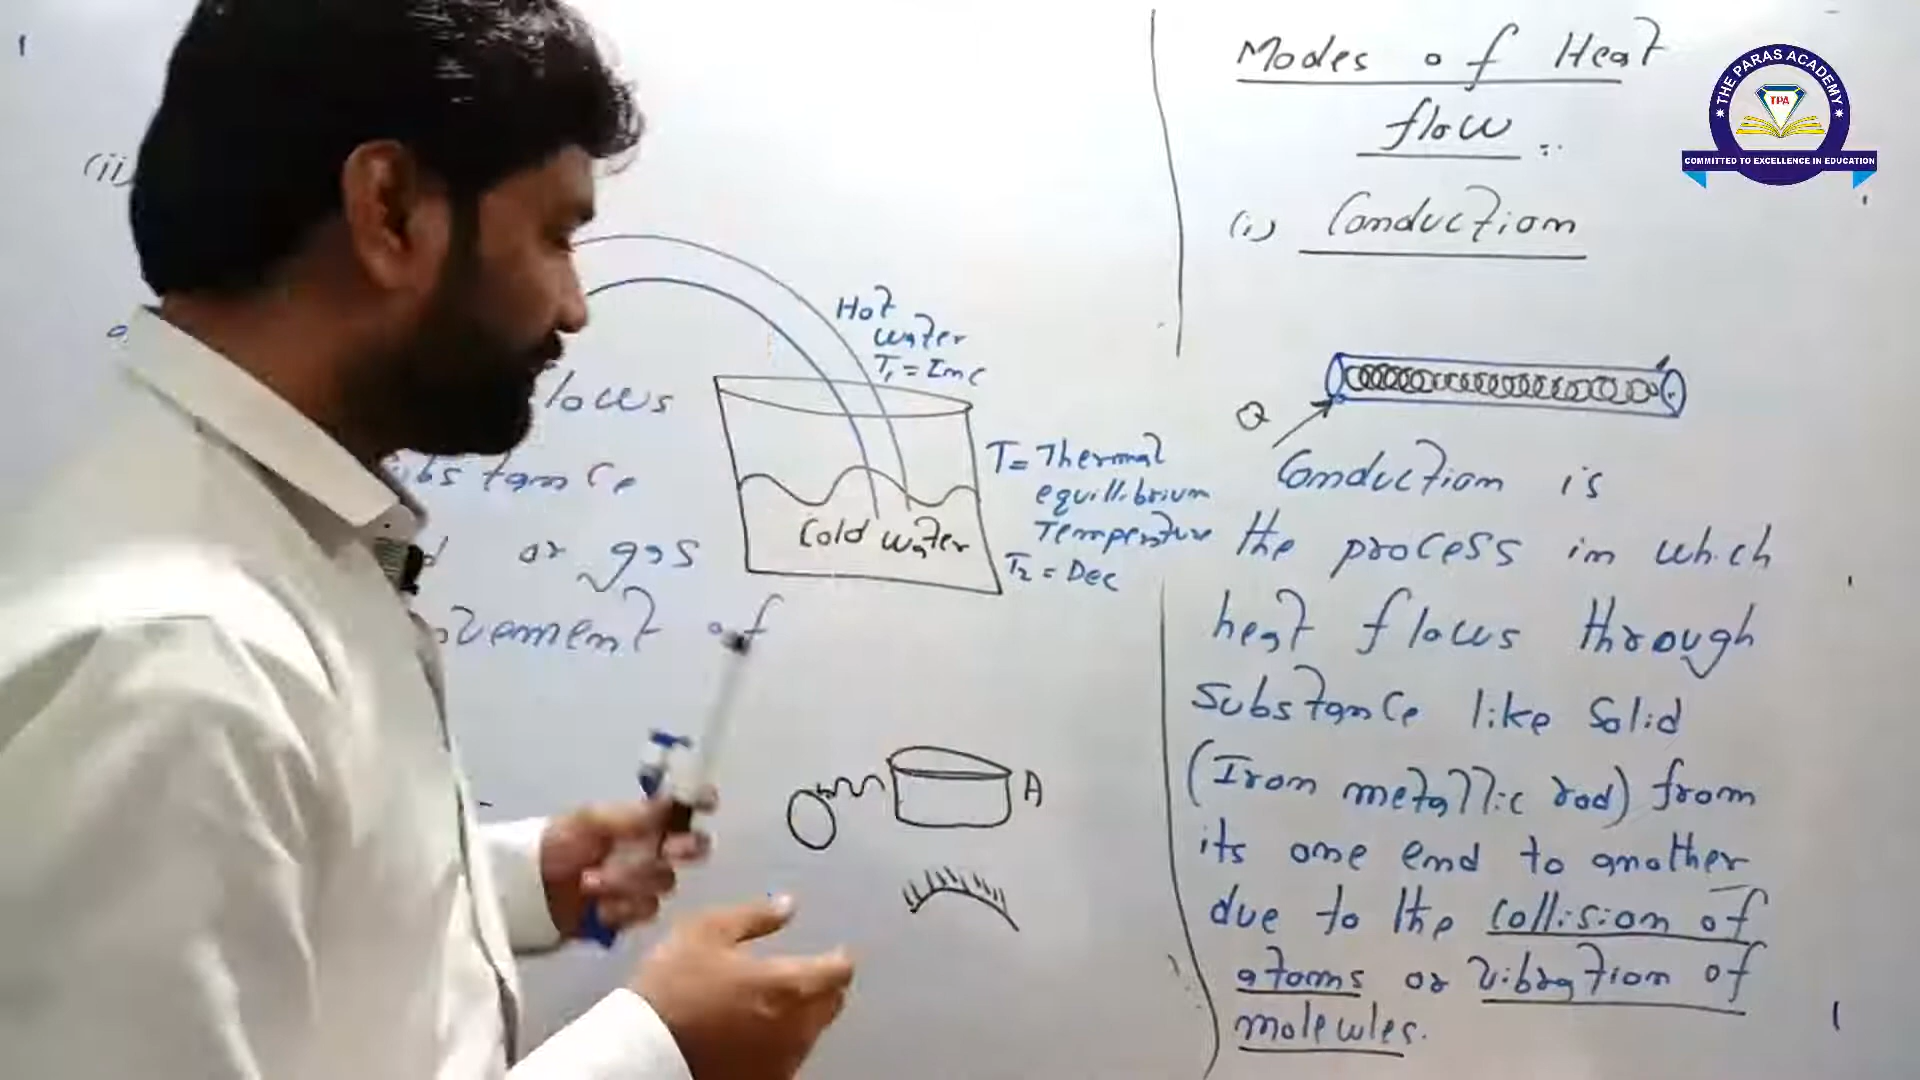 (ii)
lows
substance
or gas
vement of
Hot
water
T₁ = Inc
Cold water
T = Thermal
equillibrium
Temperature
T₂ = Dec
A
Modes of Heat
flow :-
(i) Conduction
Q
Conduction is
the process in which
heat flows through
substance like Solid
(Iron metallic rod) from
its one end to another
due to the collision of
atoms or vibration of
molecules.
THE PARAS ACADEMY
TPA
COMMITTED TO EXCELLENCE IN EDUCATION